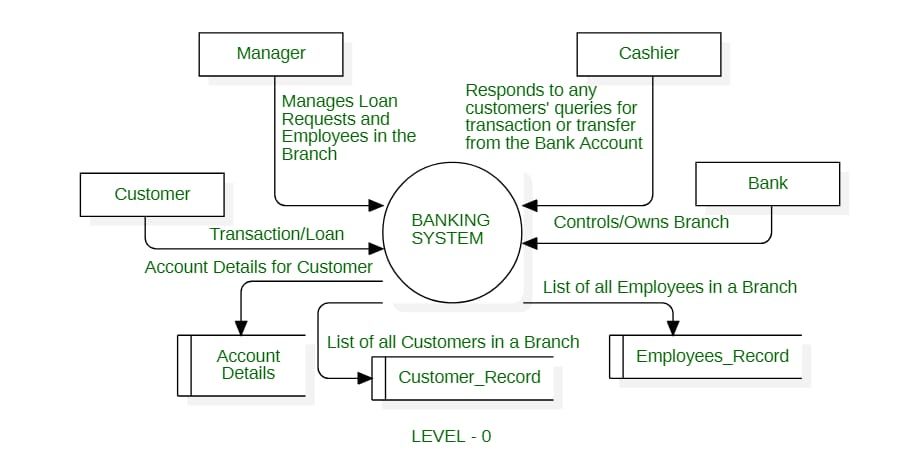 Manager
Cashier
Manages Loan
Requests and
Employees in the
Branch
Responds to any
customers' queries for
transaction or transfer
from the Bank Account
Customer
Bank
BANKING
SYSTEM
Transaction/Loan
Controls/Owns Branch
Account Details for Customer
List of all Employees in a Branch
List of all Customers in a Branch
Account
Details
Customer_Record
Employees_Record
LEVEL - 0